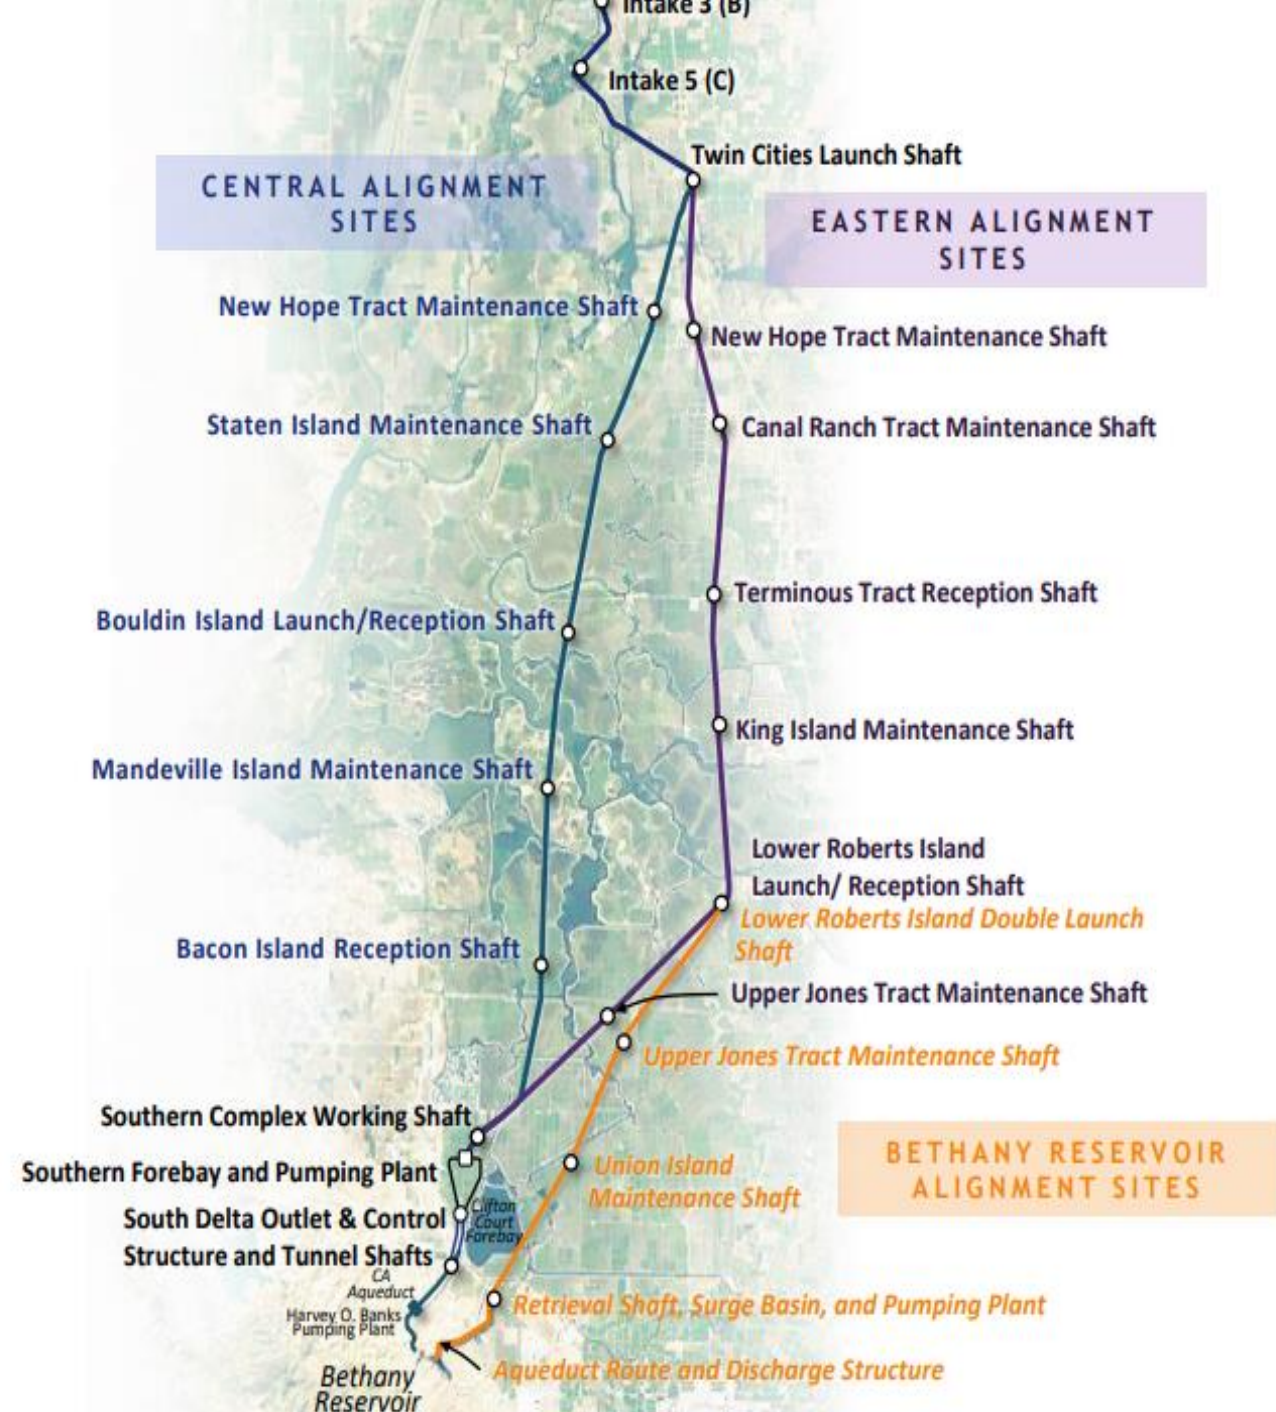 Intake 3 (B)
Intake 5 (C)
Twin Cities Launch Shaft
CENTRAL ALIGNMENT
SITES
EASTERN ALIGNMENT
SITES
New Hope Tract Maintenance Shaft
New Hope Tract Maintenance Shaft
Staten Island Maintenance Shaft
Canal Ranch Tract Maintenance Shaft
Terminous Tract Reception Shaft
Bouldin Island Launch/Reception Shaft
King Island Maintenance Shaft
Mandeville Island Maintenance Shaft
Lower Roberts Island
Launch/ Reception Shaft
Lower Roberts Island Double Launch
Shaft
Bacon Island Reception Shaft
Upper Jones Tract Maintenance Shaft
Upper Jones Tract Maintenance Shaft
Southern Complex Working Shaft
BETHANY RESERVOIR
ALIGNMENT SITES
Union Island
Maintenance Shaft
Southern Forebay and Pumping Plant
Clifton
Court
Forebay
South Delta Outlet & Control
Structure and Tunnel Shafts
CA
Aqueduct
Harvey O. Banks
Pumping Plant
Retrieval Shaft, Surge Basin, and Pumping Plant
Aqueduct Route and Discharge Structure
Bethany
Reservoir